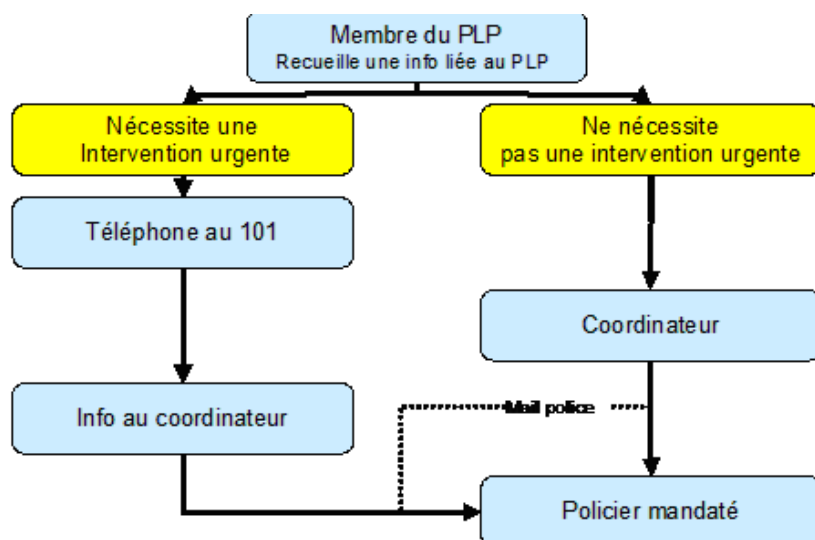 Membre du PLP
Recueille une info liée au PLP
Nécessite une
Intervention urgente
Ne nécessite
pas une intervention urgente
Téléphone au 101
Coordinateur
Info au coordinateur
Mail police
Policier mandaté